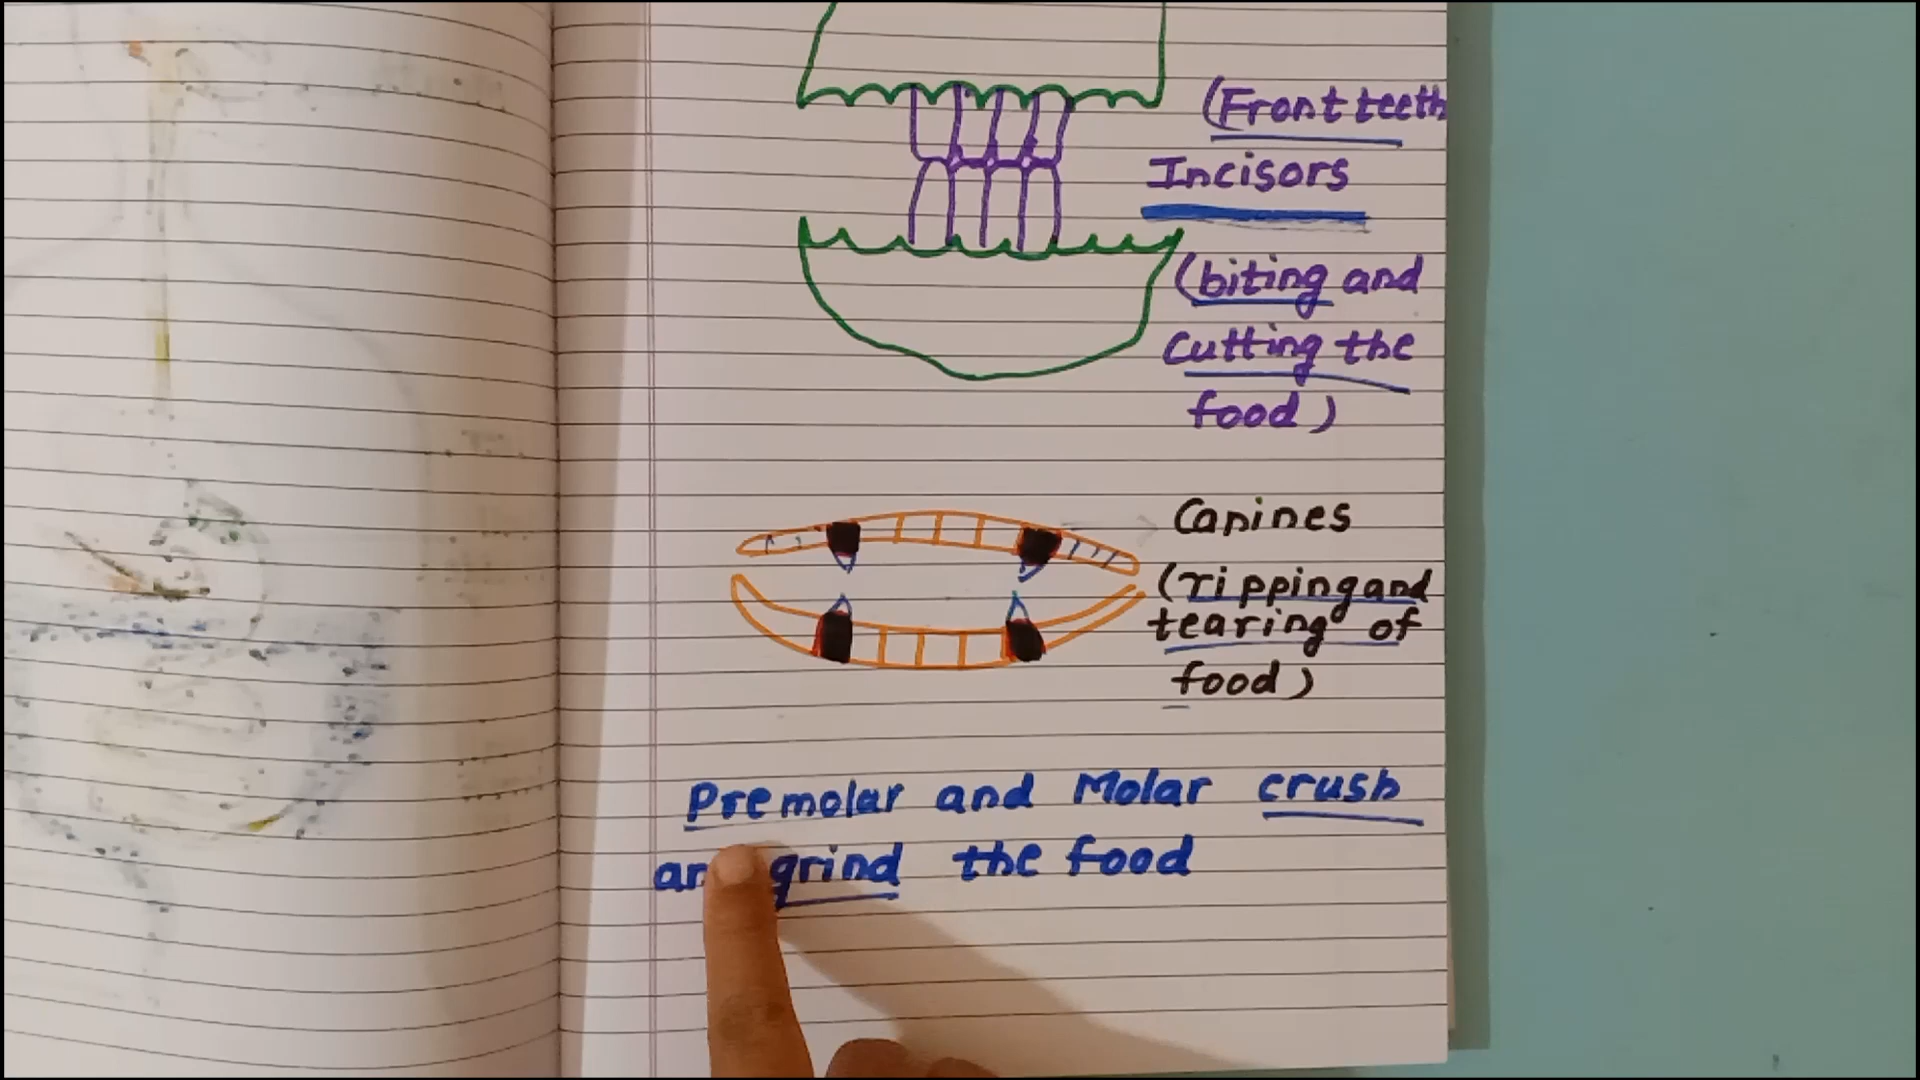 (Front teeth
Incisors
(biting and
cutting the
food)
Canines
(ripping and
tearing of
food)
Premolar and Molar crush
grind the food